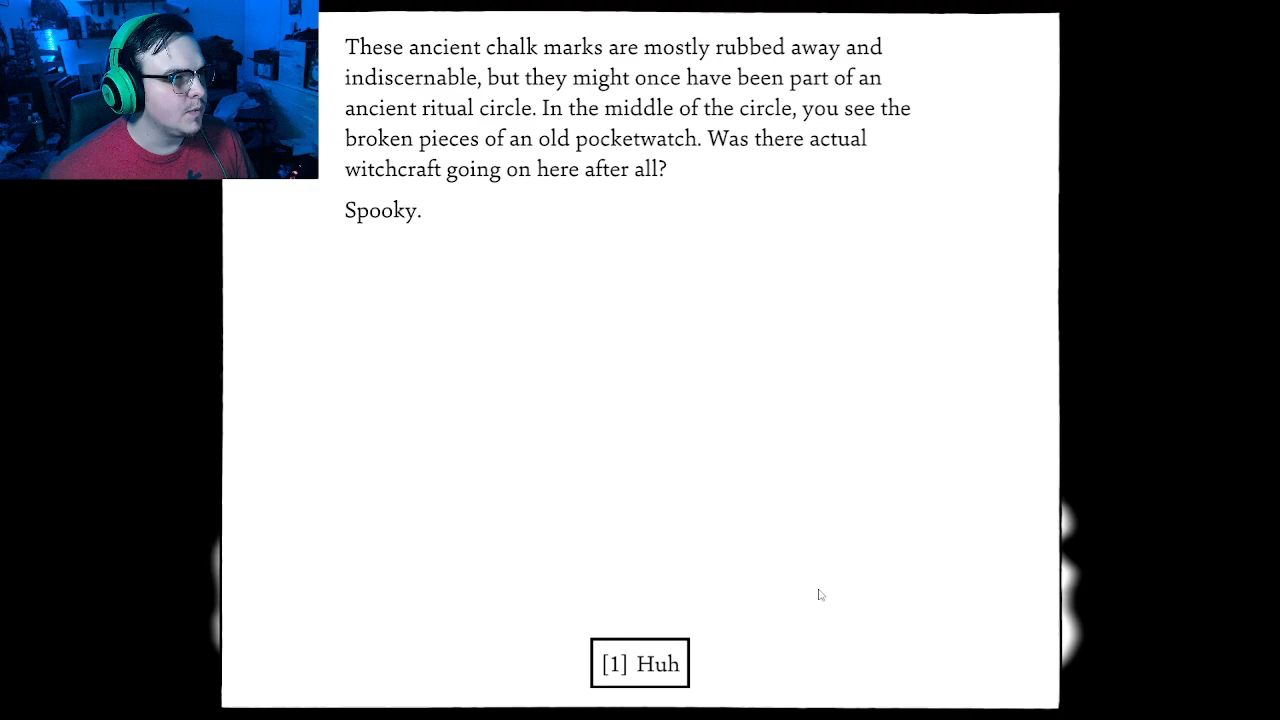 These ancient chalk marks are mostly rubbed away and
indiscernable, but they might once have been part of an
ancient ritual circle. In the middle of the circle, you see the
broken pieces of an old pocketwatch. Was there actual
witchcraft going on here after all?
Spooky.
[1] Huh